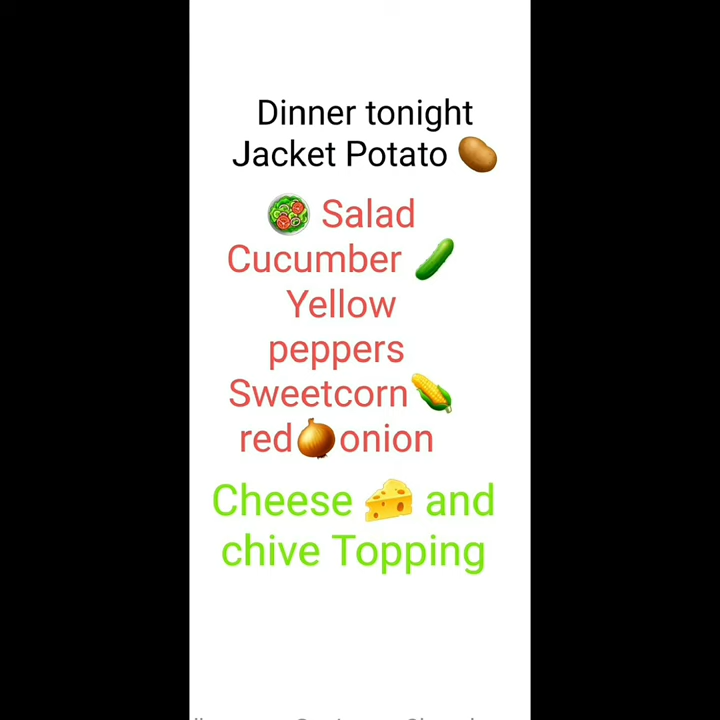 Dinner tonight
Jacket Potato 🥔
🥗 Salad
Cucumber 🥒
Yellow
peppers
Sweetcorn🌽
red🧅onion
Cheese 🧀 and
chive Topping